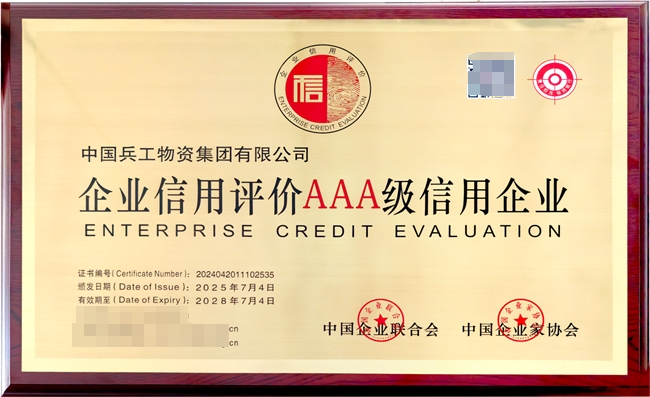 企业信用评价
信
ENTERPRISE CREDIT EVALUATION
中国兵工物资集团有限公司
企业信用评价AAA级信用企业
ENTERPRISE CREDIT EVALUATION
证书编号( Certificate Number ): 2024042011102535
颁发日期( Date of Issue ): 2025年7月4日
有效期至( Date of Expiry ): 2028年7月4日
.cn
.cn
中国企业联合会 中国企业家协会